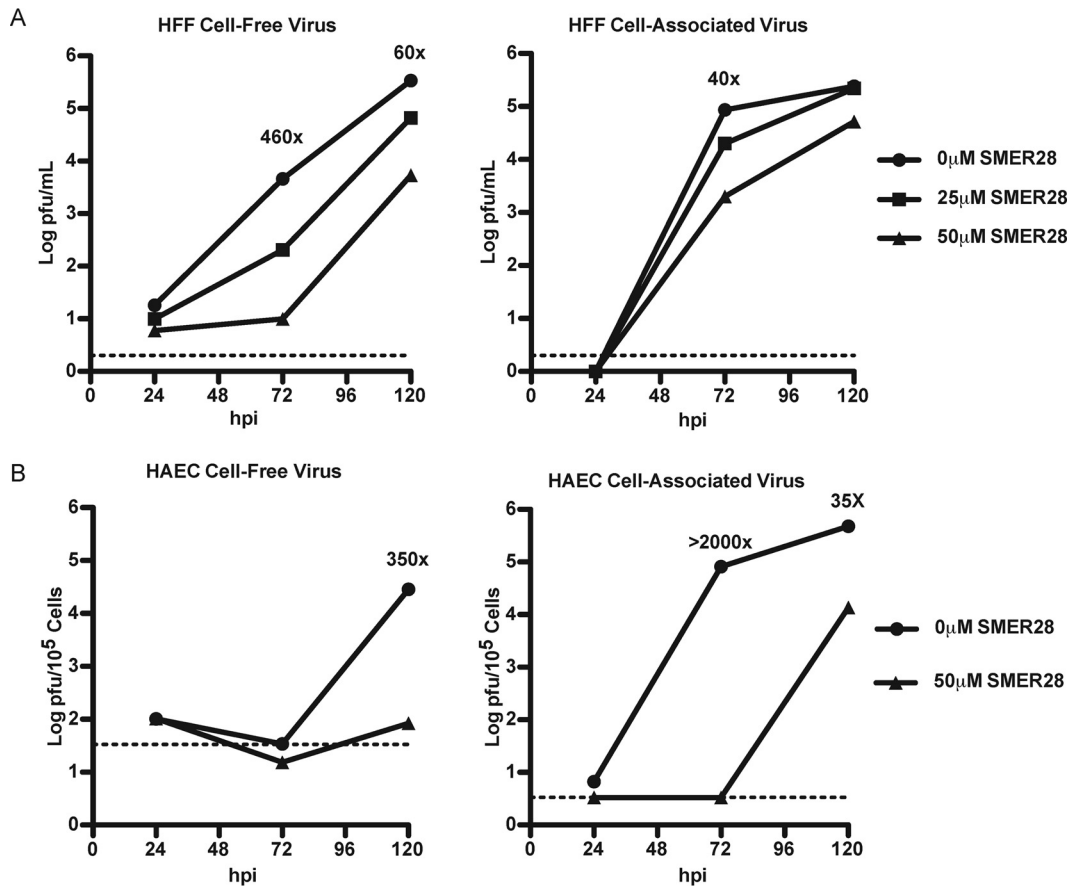 A
HFF Cell-Free Virus
60x
460x
6
5
4
3
2
1
0
Log pfu/mL
0 24 48 72 96 120
hpi
HFF Cell-Associated Virus
40x
6
5
4
3
2
1
0
Log pfu/mL
0 24 48 72 96 120
hpi
0μM SMER28
25μM SMER28
50μM SMER28
B
HAEC Cell-Free Virus
350x
6
5
4
3
2
1
0
Log pfu/10⁵ Cells
0 24 48 72 96 120
hpi
HAEC Cell-Associated Virus
35X
>2000x
6
5
4
3
2
1
0
Log pfu/10⁵ Cells
0 24 48 72 96 120
hpi
0μM SMER28
50μM SMER28